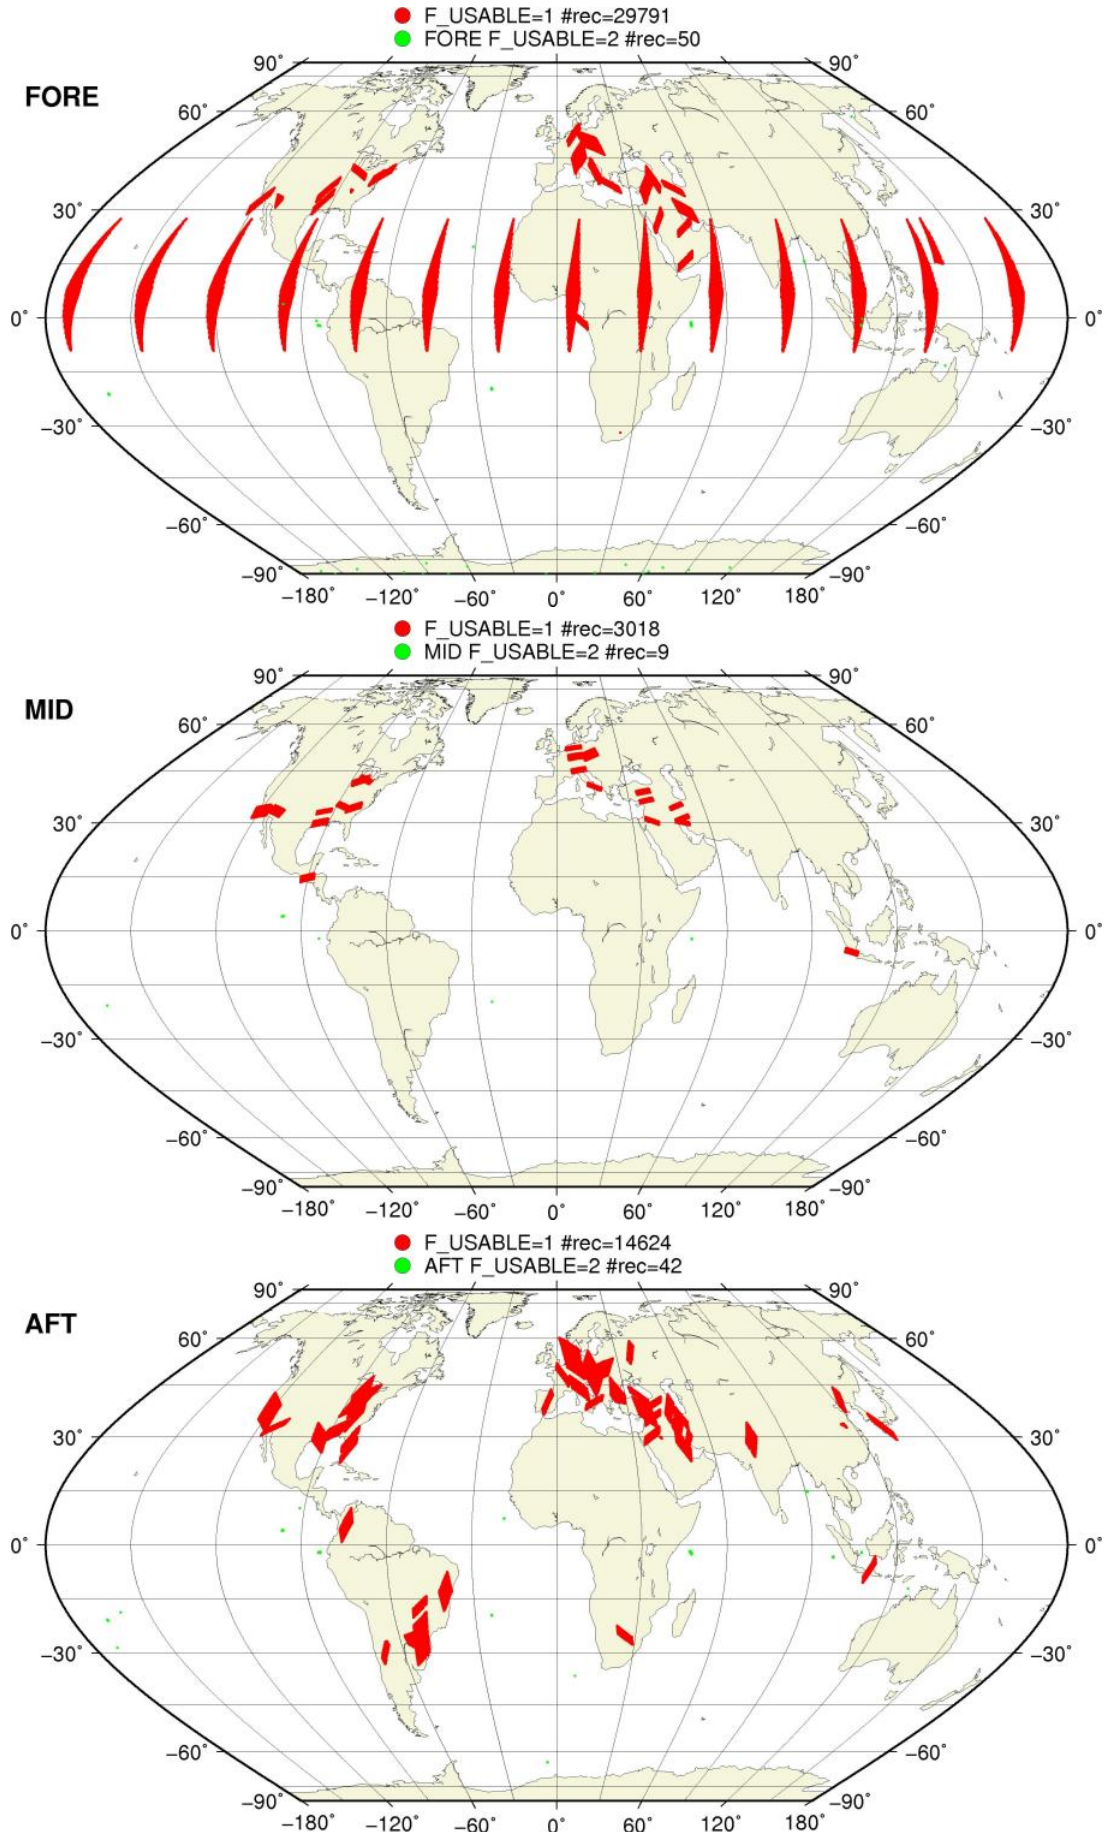 F_USABLE=1 #rec=29791
FORE F_USABLE=2 #rec=50
FORE
90˚ 90˚
60˚ 60˚
30˚ 30˚
0˚ 0˚
−30˚ −30˚
−60˚ −60˚
−90˚ −90˚
−180˚ −120˚ −60˚ 0˚ 60˚ 120˚ 180˚
F_USABLE=1 #rec=3018
MID F_USABLE=2 #rec=9
MID
90˚ 90˚
60˚ 60˚
30˚ 30˚
0˚ 0˚
−30˚ −30˚
−60˚ −60˚
−90˚ −90˚
−180˚ −120˚ −60˚ 0˚ 60˚ 120˚ 180˚
F_USABLE=1 #rec=14624
AFT F_USABLE=2 #rec=42
AFT
90˚ 90˚
60˚ 60˚
30˚ 30˚
0˚ 0˚
−30˚ −30˚
−60˚ −60˚
−90˚ −90˚
−180˚ −120˚ −60˚ 0˚ 60˚ 120˚ 180˚